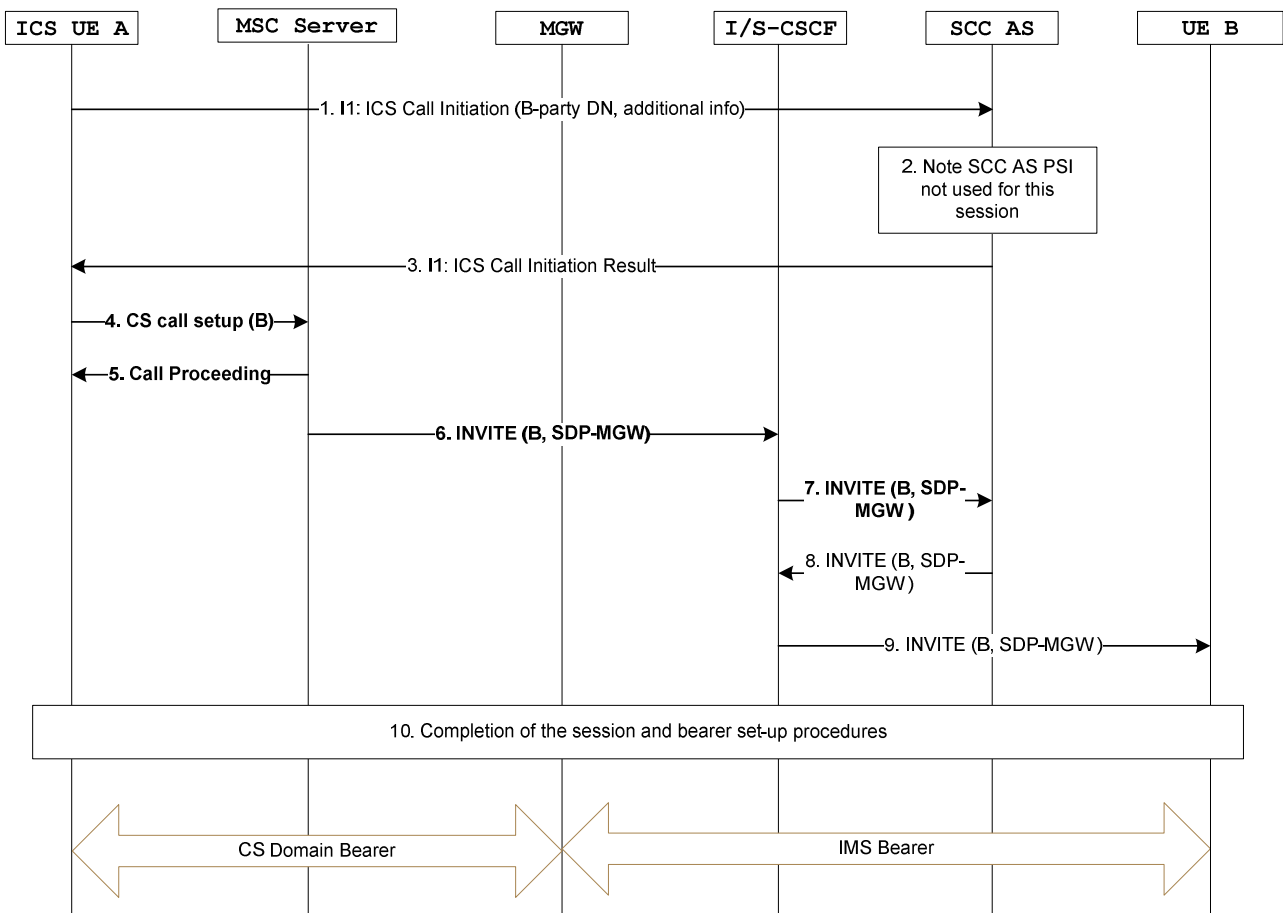 ICS UE A
MSC Server
MGW
I/S-CSCF
SCC AS
UE B
1. I1: ICS Call Initiation (B-party DN, additional info)
2. Note SCC AS PSI
not used for this
session
3. I1: ICS Call Initiation Result
4. CS call setup (B)
5. Call Proceeding
6. INVITE (B, SDP-MGW)
7. INVITE (B, SDP-
MGW )
8. INVITE (B, SDP-
MGW)
9. INVITE (B, SDP-MGW)
10. Completion of the session and bearer set-up procedures
CS Domain Bearer
IMS Bearer